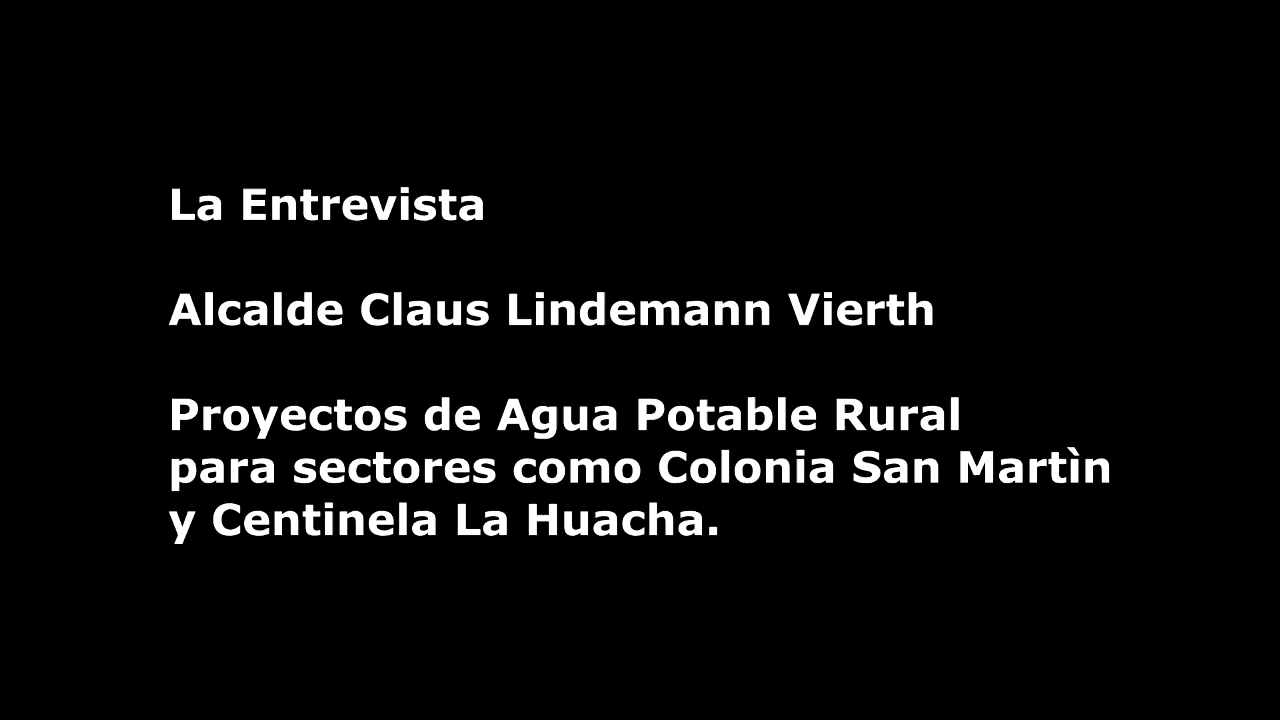 La Entrevista
Alcalde Claus Lindemann Vierth
Proyectos de Agua Potable Rural
para sectores como Colonia San Martìn
y Centinela La Huacha.